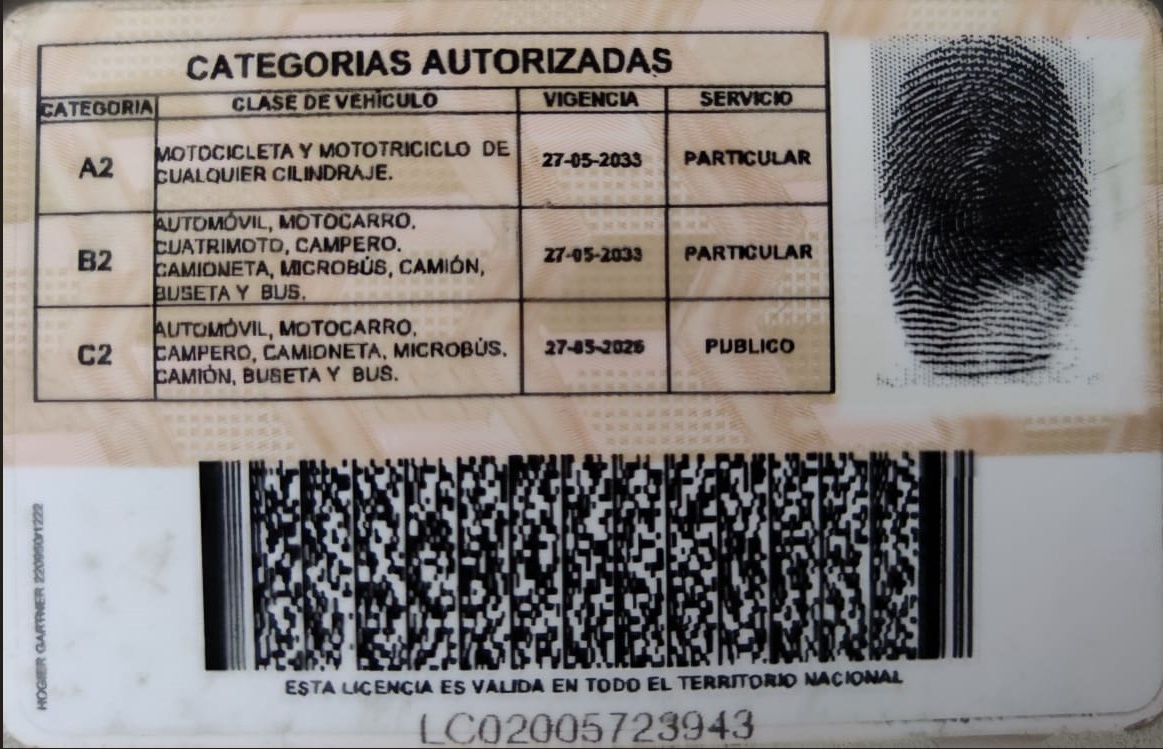 CATEGORIAS AUTORIZADAS
CATEGORIA CLASE DE VEHÍCULO VIGENCIA SERVICIO
A2 MOTOCICLETA Y MOTOTRICICLO DE CUALQUIER CILINDRAJE. 27-05-2033 PARTICULAR
B2 AUTOMÓVIL, MOTOCARRO, CUATRIMOTO, CAMPERO, CAMIONETA, MICROBÚS, CAMIÓN, BUSETA Y BUS. 27-05-2033 PARTICULAR
C2 AUTOMÓVIL, MOTOCARRO, CAMPERO, CAMIONETA, MICROBÚS, CAMIÓN, BUSETA Y BUS. 27-05-2026 PUBLICO
HOGIER GARTNER
ESTA LICENCIA ES VALIDA EN TODO EL TERRITORIO NACIONAL
LC02005723943